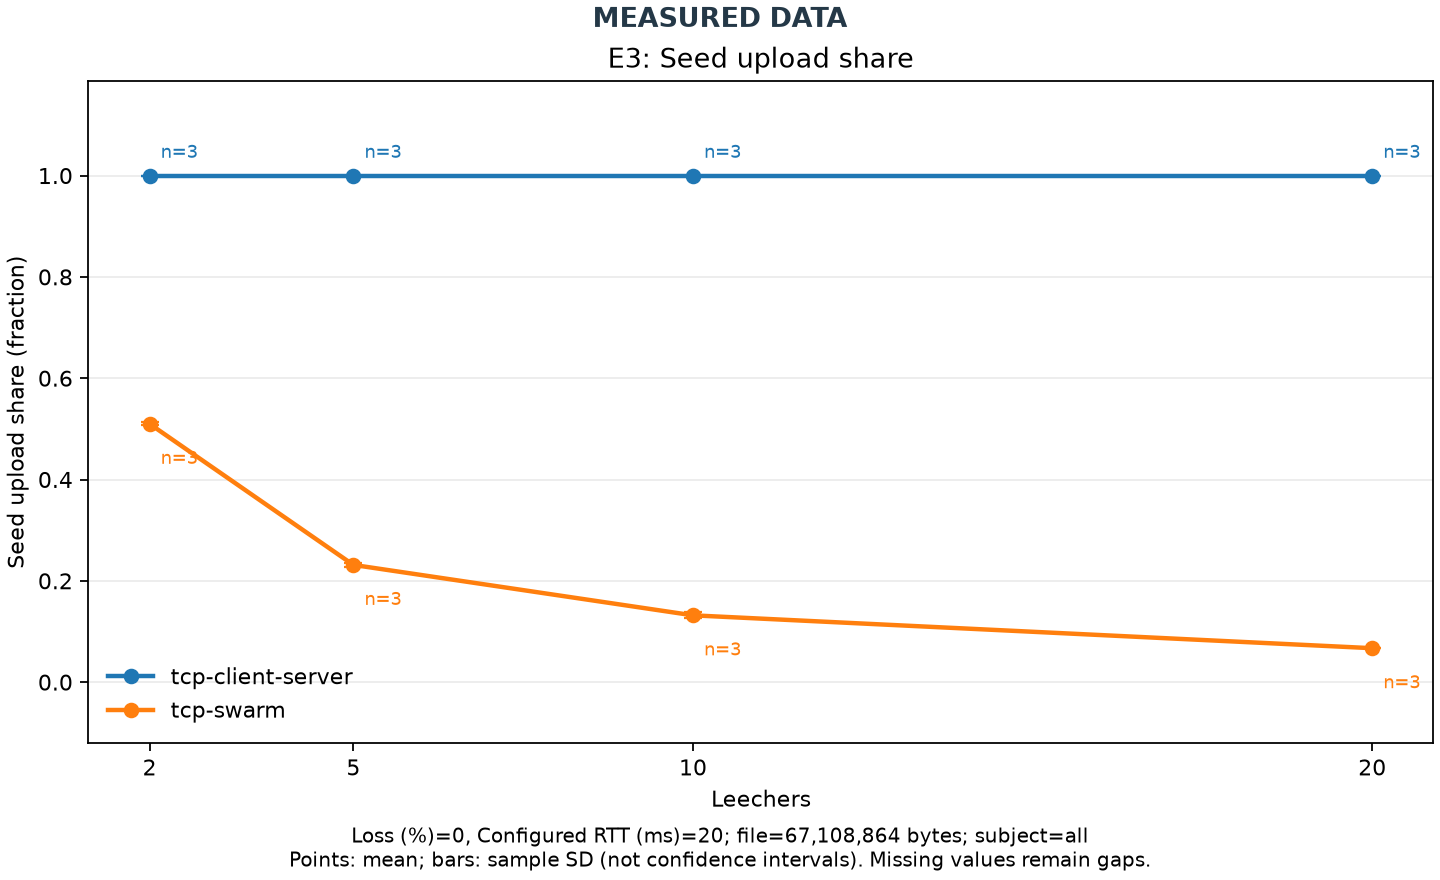 MEASURED DATA
E3: Seed upload share
Seed upload share (fraction)
1.0
0.8
0.6
0.4
0.2
0.0
n=3
n=3
n=3
n=3
n=3
n=3
n=3
n=3
tcp-client-server
tcp-swarm
2
5
10
20
Leechers
Loss (%)=0, Configured RTT (ms)=20; file=67,108,864 bytes; subject=all
Points: mean; bars: sample SD (not confidence intervals). Missing values remain gaps.